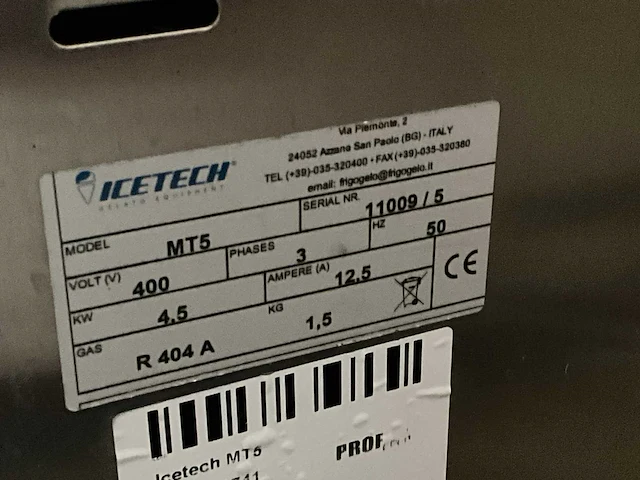 Via Piemonte, 2
24052 Azzano San Paolo (BG) - ITALY
TEL (+39)-035-320400 • FAX (+39)-035-320380
email: frigogelo@frigogelo.it
ICETECH®
GELATO EQUIPMENT
MODEL MT5 SERIAL NR. 11009 / 5
VOLT (V) 400 PHASES 3 HZ 50
KW 4,5 AMPERE (A) 12,5 CE
GAS R 404 A KG 1,5
Icetech MT5 PROF